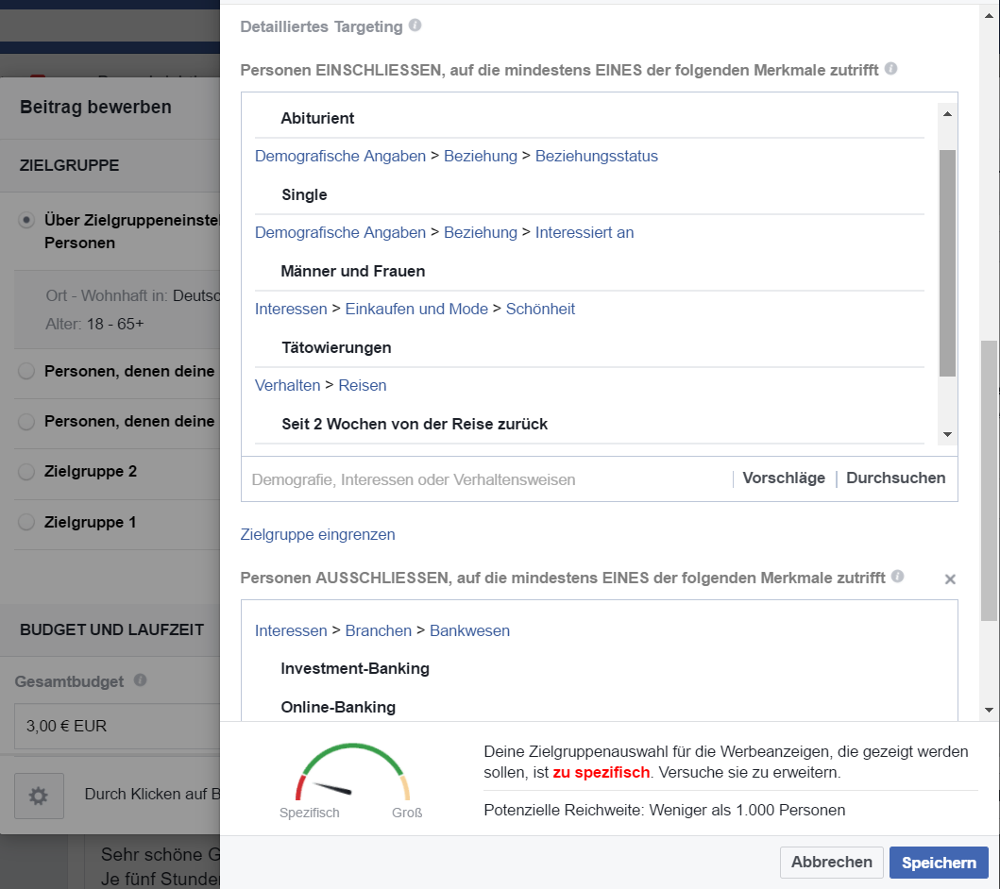 Detailliertes Targeting
Personen EINSCHLIESSEN, auf die mindestens EINES der folgenden Merkmale zutrifft
Abiturient
Demografische Angaben > Beziehung > Beziehungsstatus
Single
Demografische Angaben > Beziehung > Interessiert an
Männer und Frauen
Interessen > Einkaufen und Mode > Schönheit
Tätowierungen
Verhalten > Reisen
Seit 2 Wochen von der Reise zurück
Demografie, Interessen oder Verhaltensweisen
Vorschläge | Durchsuchen
Zielgruppe eingrenzen
Personen AUSSCHLIESSEN, auf die mindestens EINES der folgenden Merkmale zutrifft
Interessen > Branchen > Bankwesen
Investment-Banking
Online-Banking
Spezifisch
Groß
Deine Zielgruppenauswahl für die Werbeanzeigen, die gezeigt werden
sollen, ist zu spezifisch. Versuche sie zu erweitern.
Potenzielle Reichweite: Weniger als 1.000 Personen
Abbrechen
Speichern
Beitrag bewerben
ZIELGRUPPE
Über Zielgruppeneinstel
Personen
Ort - Wohnhaft in: Deutsc
Alter: 18 - 65+
Personen, denen deine
Personen, denen deine
Zielgruppe 2
Zielgruppe 1
BUDGET UND LAUFZEIT
Gesamtbudget
3,00 € EUR
Durch Klicken auf B
Sehr schöne G
Je fünf Stunde